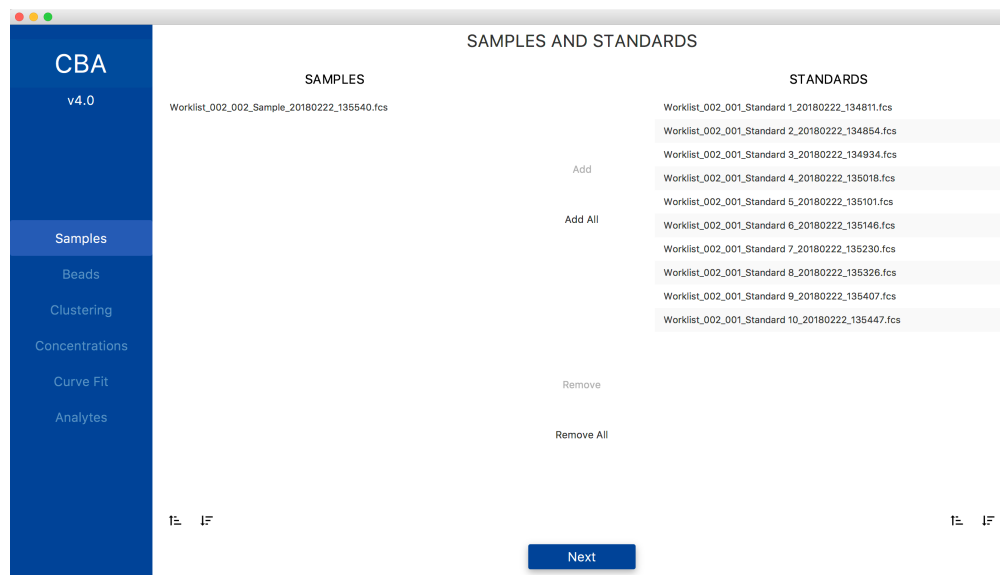 CBA
v4.0
Samples
Beads
Clustering
Concentrations
Curve Fit
Analytes
SAMPLES AND STANDARDS
SAMPLES
Worklist_002_002_Sample_20180222_135540.fcs
Add
Add All
Remove
Remove All
STANDARDS
Worklist_002_001_Standard 1_20180222_134811.fcs
Worklist_002_001_Standard 2_20180222_134854.fcs
Worklist_002_001_Standard 3_20180222_134934.fcs
Worklist_002_001_Standard 4_20180222_135018.fcs
Worklist_002_001_Standard 5_20180222_135101.fcs
Worklist_002_001_Standard 6_20180222_135146.fcs
Worklist_002_001_Standard 7_20180222_135230.fcs
Worklist_002_001_Standard 8_20180222_135326.fcs
Worklist_002_001_Standard 9_20180222_135407.fcs
Worklist_002_001_Standard 10_20180222_135447.fcs
Next